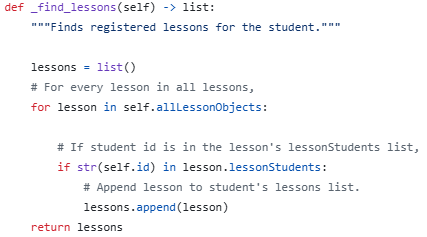 def _find_lessons(self) -> list:
    """Finds registered lessons for the student."""
    lessons = list()
    # For every lesson in all lessons,
    for lesson in self.allLessonObjects:
        # If student id is in the lesson's lessonStudents list,
        if str(self.id) in lesson.lessonStudents:
            # Append lesson to student's lessons list.
            lessons.append(lesson)
    return lessons